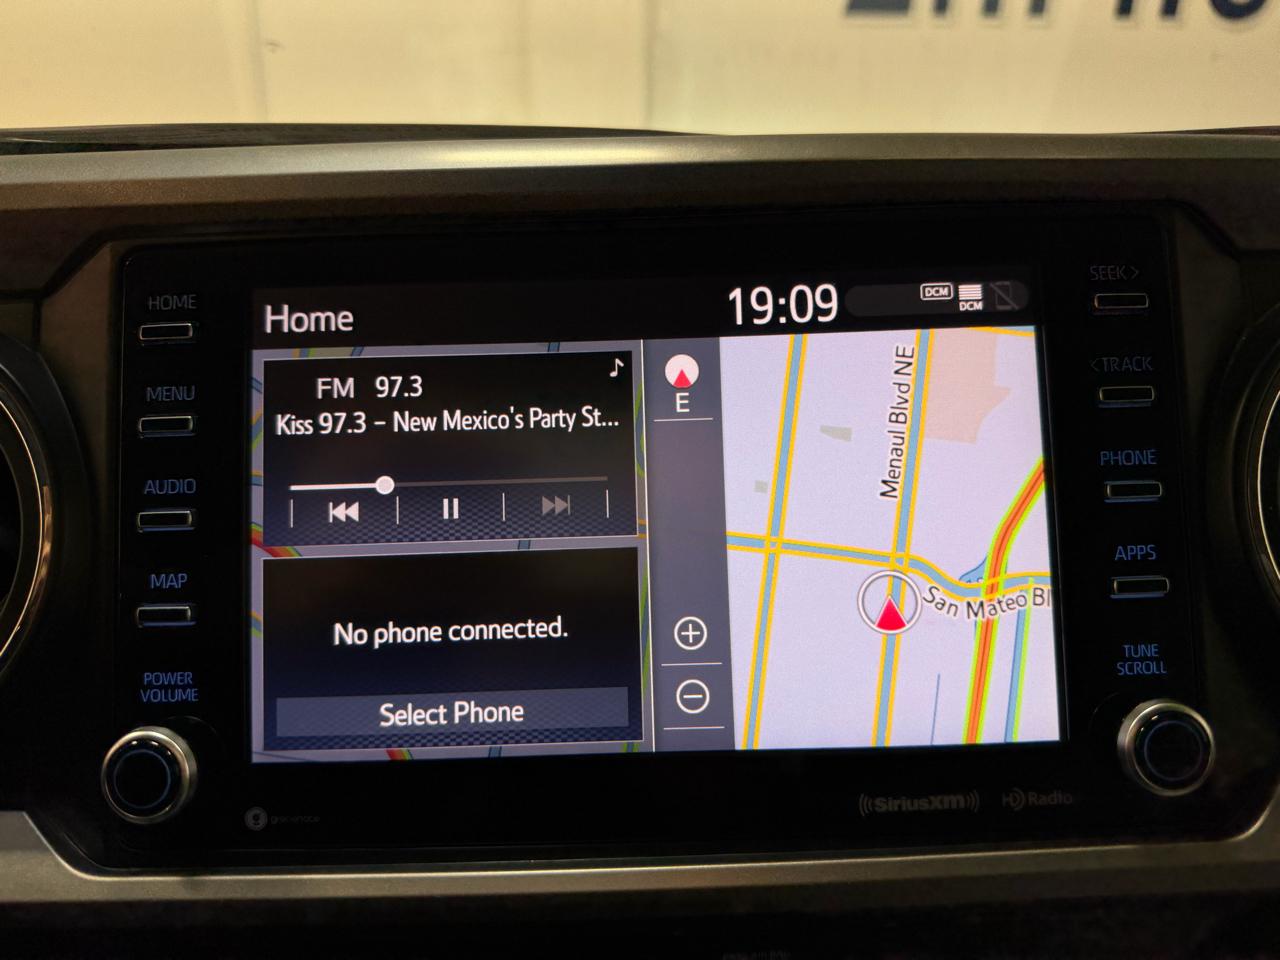 HOME
MENU
AUDIO
MAP
POWER
VOLUME
Home
19:09
DCM
DCM
FM 97.3
Kiss 97.3 – New Mexico's Party St...
No phone connected.
Select Phone
E
Menaul Blvd NE
San Mateo Bl
SEEK >
< TRACK
PHONE
APPS
TUNE
SCROLL
gracenote
((SiriusXM))
HD Radio